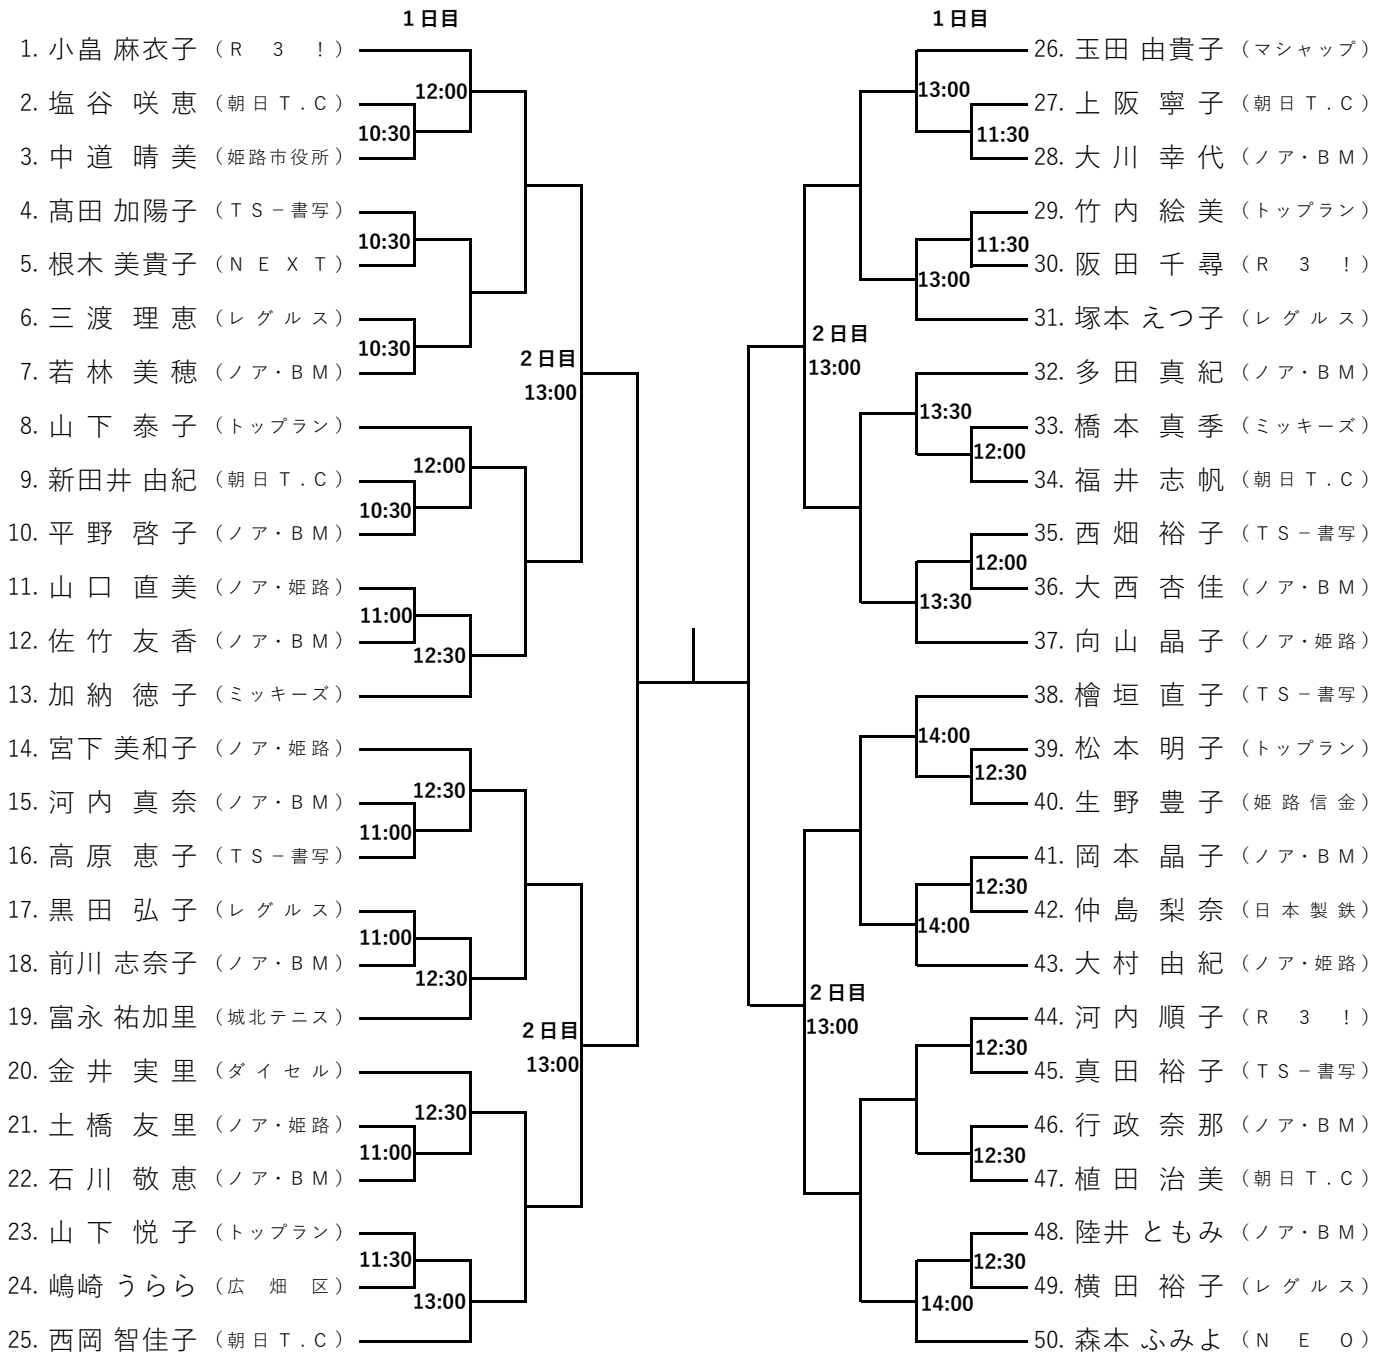 １日目
1. 小畠 麻衣子 （Ｒ ３ ！）
12:00
2. 塩谷 咲恵 （朝日Ｔ.Ｃ）
10:30
3. 中道 晴美 （姫路市役所）
4. 髙田 加陽子 （ＴＳ－書写）
10:30
5. 根木 美貴子 （ＮＥＸＴ）
6. 三渡 理恵 （レグルス）
10:30
7. 若林 美穂 （ノア・ＢＭ）
２日目
13:00
8. 山下 泰子 （トップラン）
12:00
9. 新田井 由紀 （朝日Ｔ.Ｃ）
10:30
10. 平野 啓子 （ノア・ＢＭ）
11. 山口 直美 （ノア・姫路）
11:00
12. 佐竹 友香 （ノア・ＢＭ）
12:30
13. 加納 徳子 （ミッキーズ）
14. 宮下 美和子 （ノア・姫路）
12:30
15. 河内 真奈 （ノア・ＢＭ）
11:00
16. 高原 恵子 （ＴＳ－書写）
17. 黒田 弘子 （レグルス）
11:00
18. 前川 志奈子 （ノア・ＢＭ）
12:30
19. 富永 祐加里 （城北テニス）
２日目
13:00
20. 金井 実里 （ダイセル）
12:30
21. 土橋 友里 （ノア・姫路）
11:00
22. 石川 敬恵 （ノア・ＢＭ）
23. 山下 悦子 （トップラン）
11:30
24. 嶋崎 うらら （広畑区）
13:00
25. 西岡 智佳子 （朝日Ｔ.Ｃ）
１日目
26. 玉田 由貴子 （マシャップ）
13:00
27. 上阪 寧子 （朝日Ｔ.Ｃ）
11:30
28. 大川 幸代 （ノア・ＢＭ）
29. 竹内 絵美 （トップラン）
11:30
30. 阪田 千尋 （Ｒ ３ ！）
13:00
31. 塚本 えつ子 （レグルス）
２日目
13:00
32. 多田 真紀 （ノア・ＢＭ）
13:30
33. 橋本 真季 （ミッキーズ）
12:00
34. 福井 志帆 （朝日Ｔ.Ｃ）
35. 西畑 裕子 （ＴＳ－書写）
12:00
36. 大西 杏佳 （ノア・ＢＭ）
13:30
37. 向山 晶子 （ノア・姫路）
38. 檜垣 直子 （ＴＳ－書写）
14:00
39. 松本 明子 （トップラン）
12:30
40. 生野 豊子 （姫路信金）
41. 岡本 晶子 （ノア・ＢＭ）
12:30
42. 仲島 梨奈 （日本製鉄）
14:00
43. 大村 由紀 （ノア・姫路）
２日目
13:00
44. 河内 順子 （Ｒ ３ ！）
12:30
45. 真田 裕子 （ＴＳ－書写）
46. 行政 奈那 （ノア・ＢＭ）
12:30
47. 植田 治美 （朝日Ｔ.Ｃ）
48. 陸井 ともみ （ノア・ＢＭ）
12:30
49. 横田 裕子 （レグルス）
14:00
50. 森本 ふみよ （ＮＥＯ）